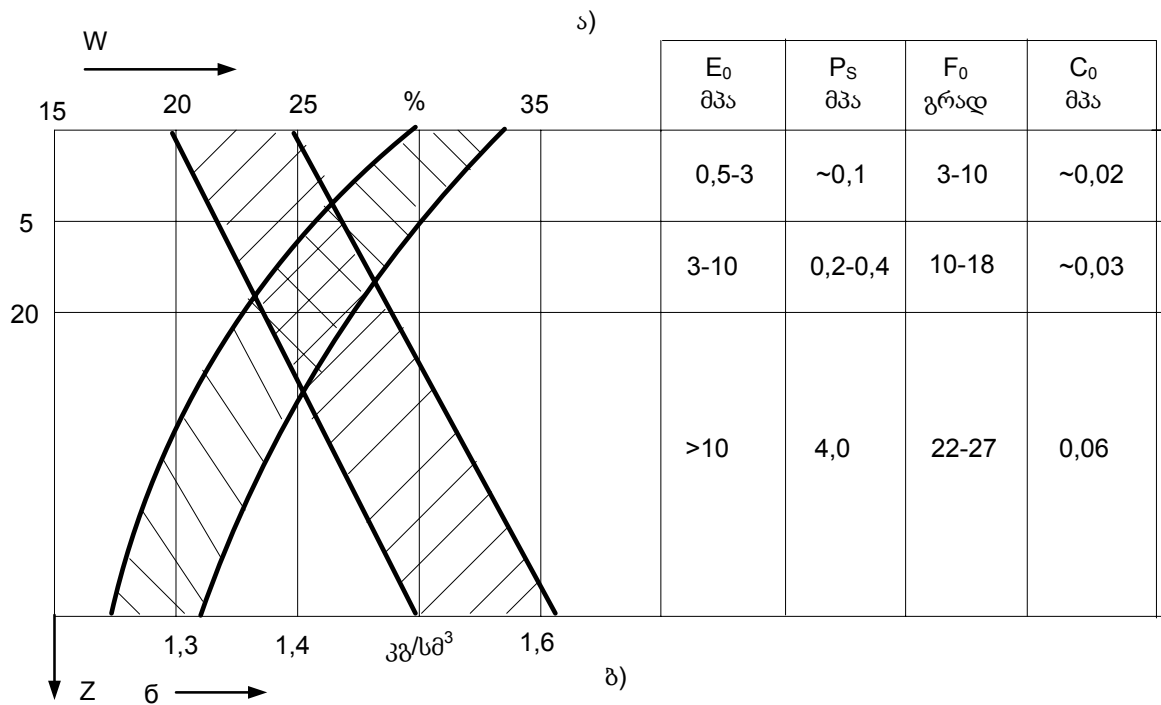 ა)
W
E₀ P_S F₀ C₀
მპა მპა გრად მპა
15 20 25 % 35
0,5-3 ~0,1 3-10 ~0,02
5
3-10 0,2-0,4 10-18 ~0,03
20
>10 4,0 22-27 0,06
1,3 1,4 კგ/სმ³ 1,6
ბ)
Z б